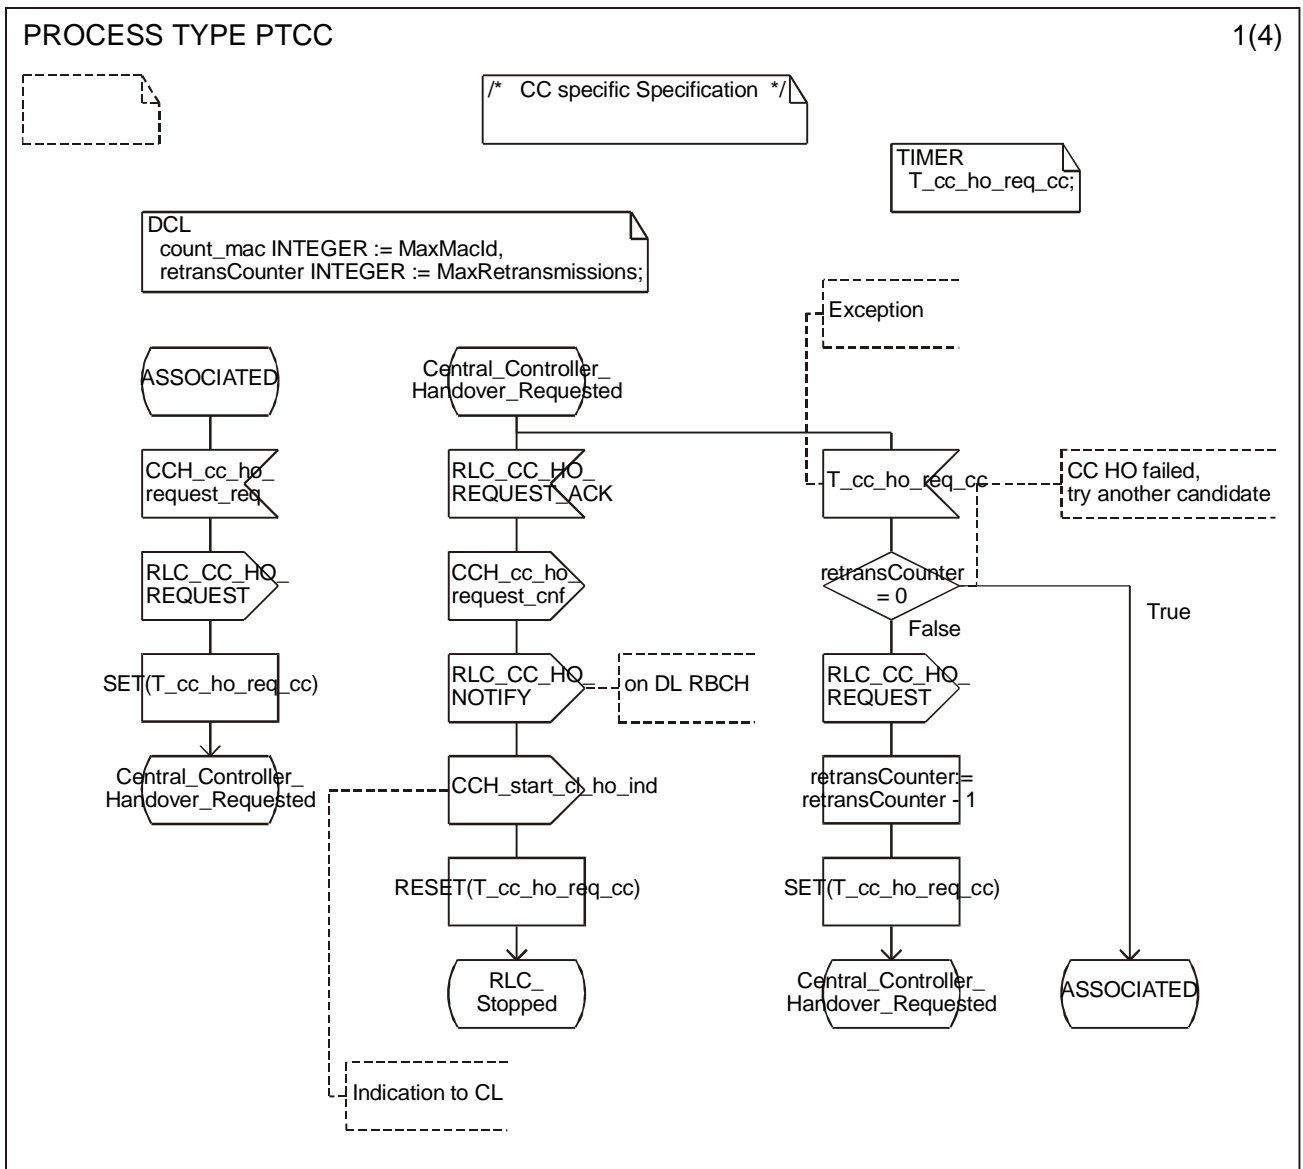 PROCESS TYPE PTCC
1(4)
/* CC specific Specification */
TIMER
T_cc_ho_req_cc;
DCL
count_mac INTEGER := MaxMacId,
retransCounter INTEGER := MaxRetransmissions;
Exception
ASSOCIATED
CCH_cc_ho_
request_req
RLC_CC_HO_
REQUEST
SET(T_cc_ho_req_cc)
Central_Controller_
Handover_Requested
Central_Controller_
Handover_Requested
RLC_CC_HO_
REQUEST_ACK
CCH_cc_ho_
request_cnf
RLC_CC_HO_
NOTIFY
on DL RBCH
CCH_start_cl_ho_ind
RESET(T_cc_ho_req_cc)
RLC_
Stopped
Indication to CL
T_cc_ho_req_cc
CC HO failed,
try another candidate
retransCounter
= 0
True
False
RLC_CC_HO_
REQUEST
retransCounter:=
retransCounter - 1
SET(T_cc_ho_req_cc)
Central_Controller_
Handover_Requested
ASSOCIATED